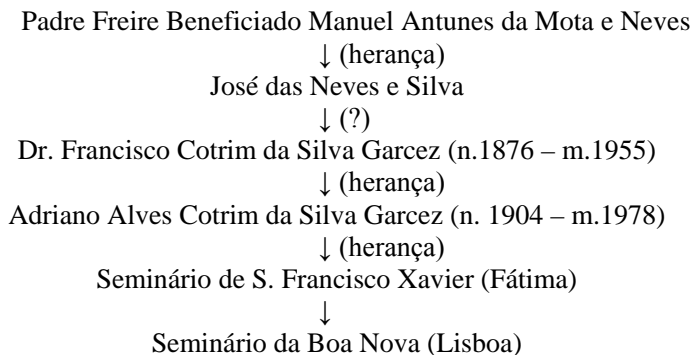 Padre Freire Beneficiado Manuel Antunes da Mota e Neves
↓ (herança)
José das Neves e Silva
↓ (?)
Dr. Francisco Cotrim da Silva Garcez (n.1876 – m.1955)
↓ (herança)
Adriano Alves Cotrim da Silva Garcez (n. 1904 – m.1978)
↓ (herança)
Seminário de S. Francisco Xavier (Fátima)
↓
Seminário da Boa Nova (Lisboa)